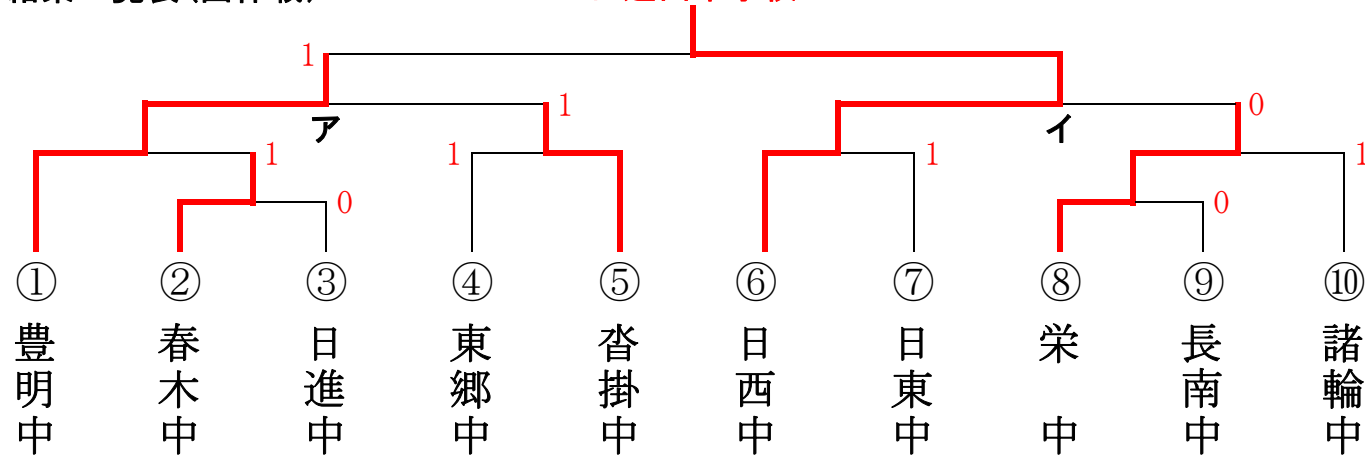 1
1
0
ア
イ
1
1
1
1
0
0
① ② ③ ④ ⑤ ⑥ ⑦ ⑧ ⑨ ⑩
豊明中
春木中
日進中
東郷中
沓掛中
日西中
日東中
栄 中
長南中
諸輪中